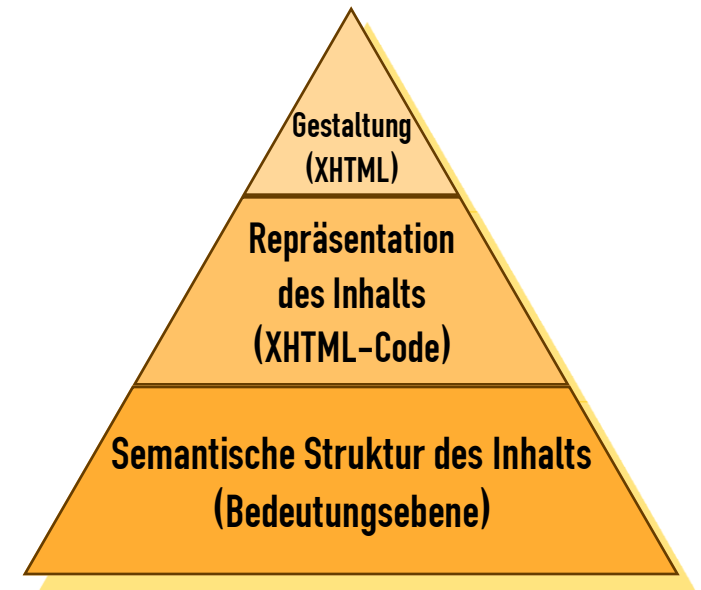 Gestaltung
(XHTML)
Repräsentation
des Inhalts
(XHTML-Code)
Semantische Struktur des Inhalts
(Bedeutungsebene)